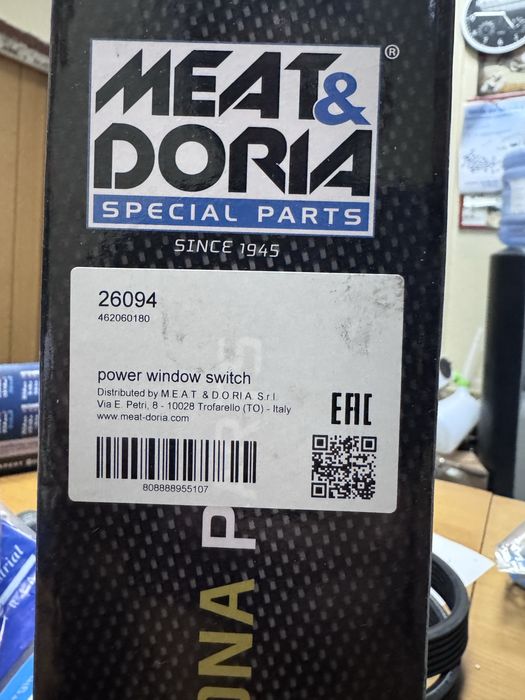 MEAT&
DORIA
®
SPECIAL PARTS
SINCE 1945
26094
462060180
power window switch
Distributed by M.E.A.T. & D.O.R.I.A. S.r.l.
Via E. Petri, 8 - 10028 Trofarello (TO) - Italy
www.meat-doria.com
EAC
808888955107